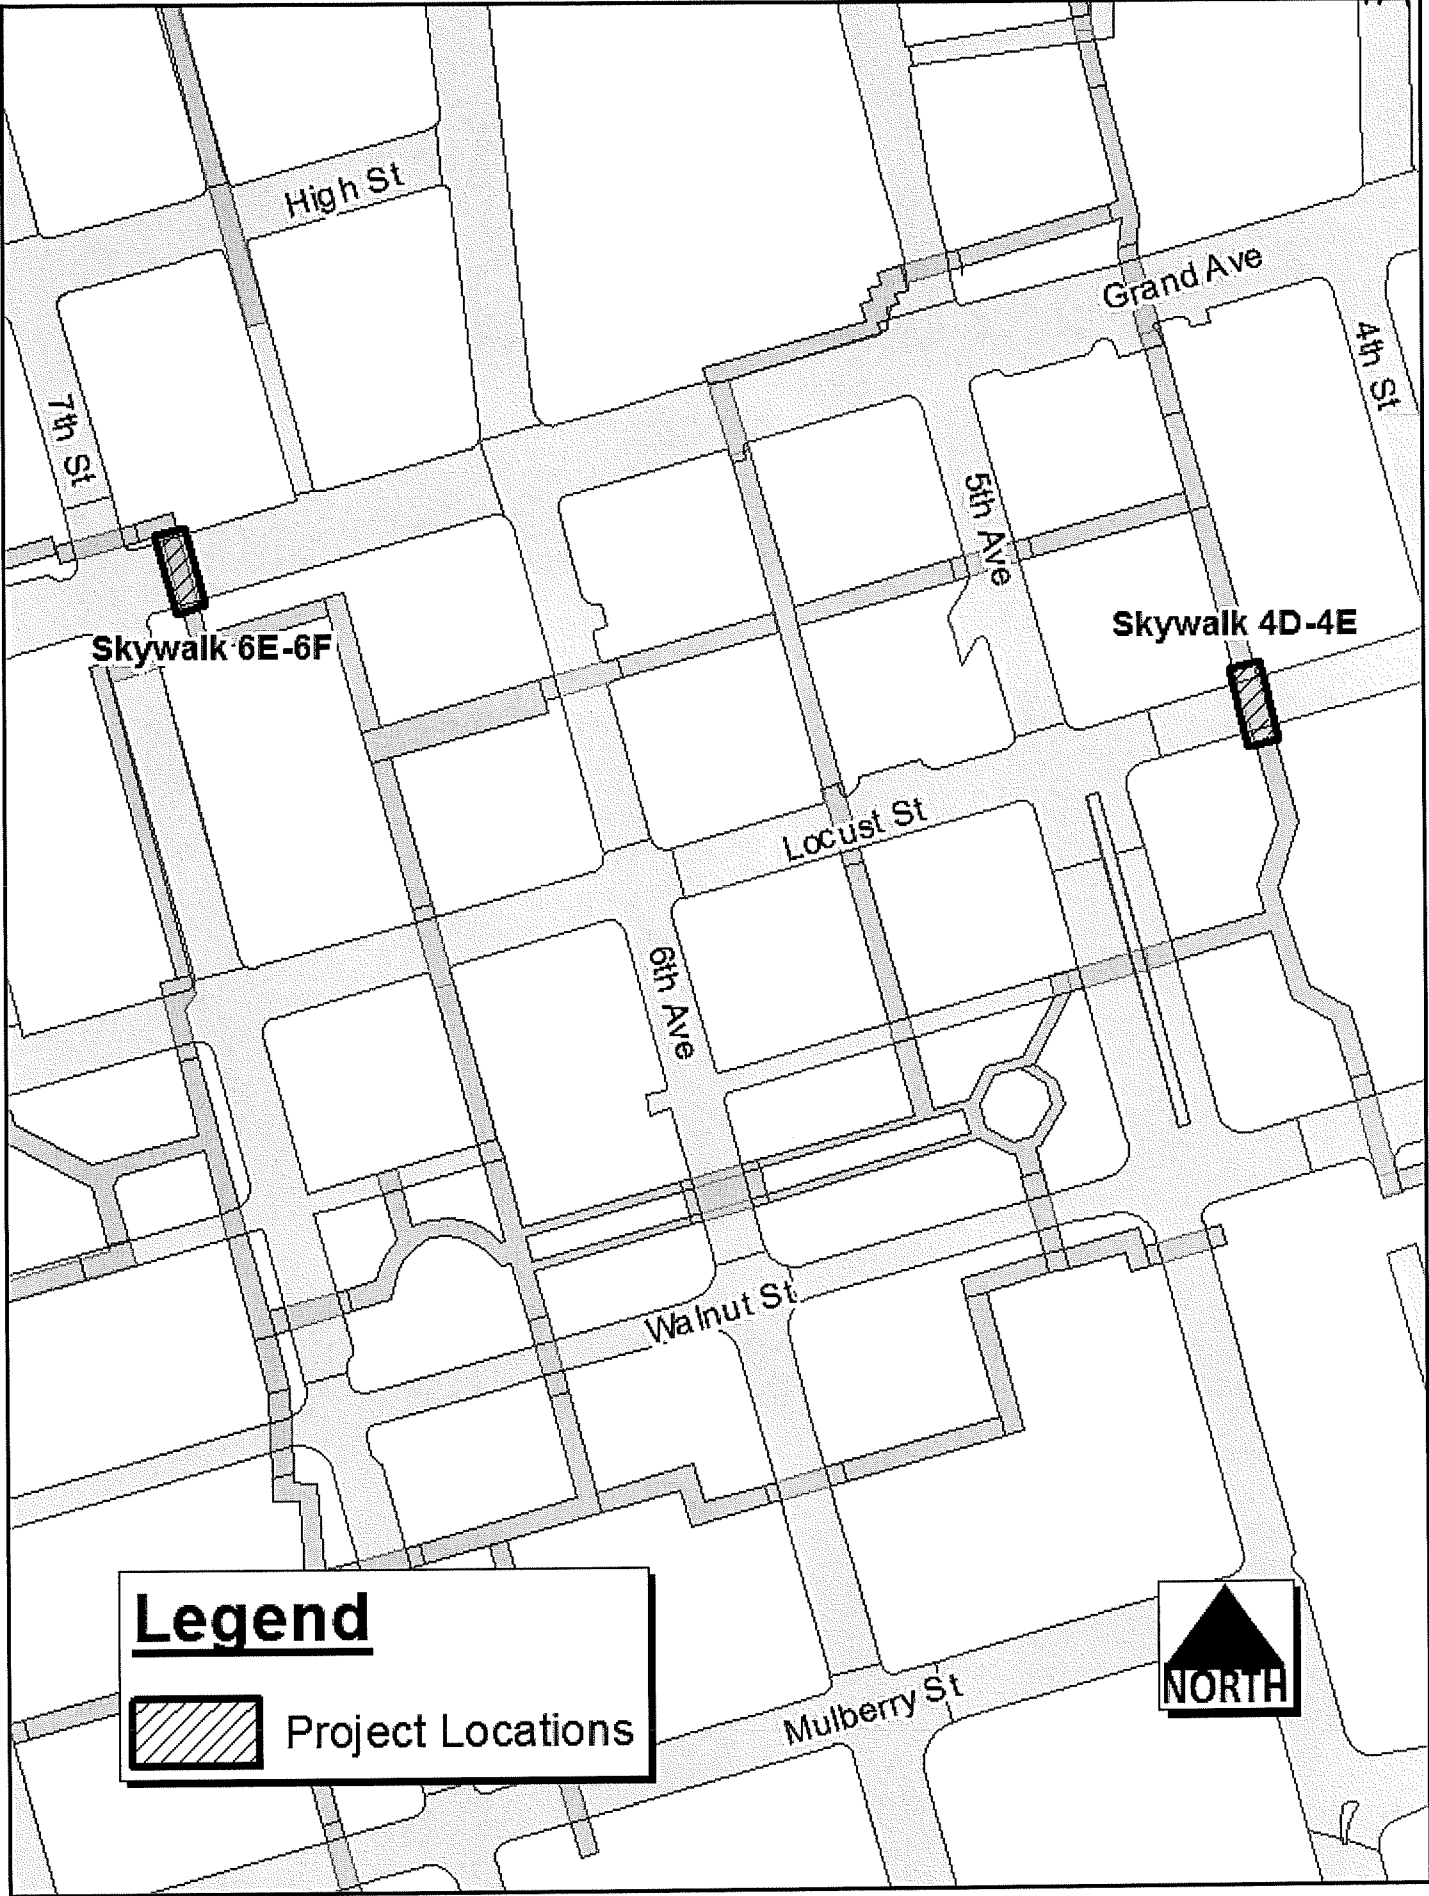 High St
Grand Ave
4th St
7th St
5th Ave
Skywalk 4D-4E
Skywalk 6E-6F
Locust St
6th Ave
Walnut St
Legend
Project Locations
NORTH
Mulberry St